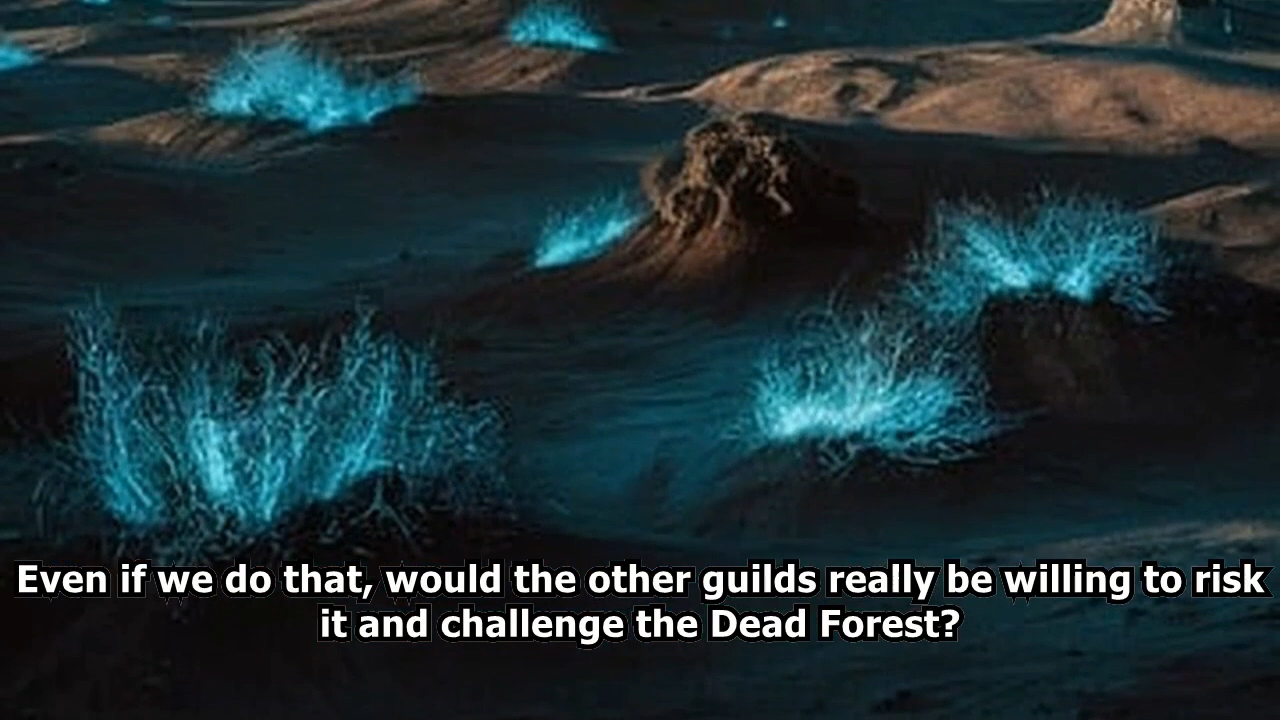 Even if we do that, would the other guilds really be willing to risk
it and challenge the Dead Forest?